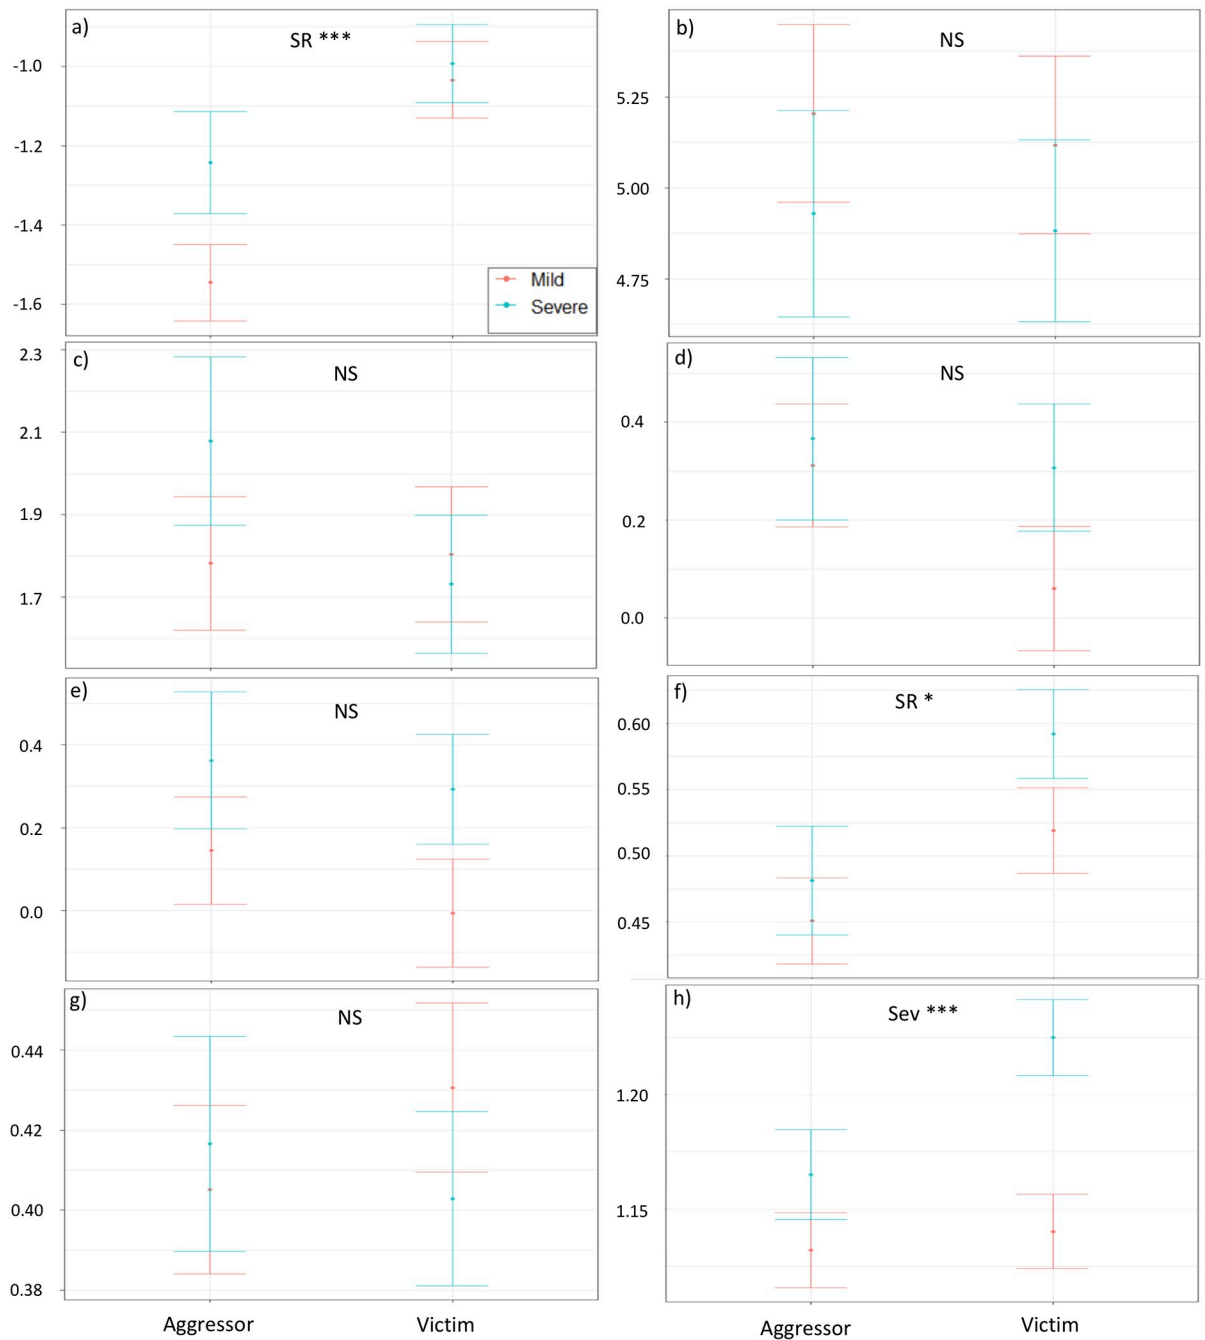 a)
SR ***
-1.0
-1.2
-1.4
-1.6
Mild
Severe
b)
NS
5.25
5.00
4.75
c)
NS
2.3
2.1
1.9
1.7
d)
NS
0.4
0.2
0.0
e)
NS
0.4
0.2
0.0
f)
SR *
0.60
0.55
0.50
0.45
g)
NS
0.44
0.42
0.40
0.38
h)
Sev ***
1.20
1.15
Aggressor
Victim
Aggressor
Victim